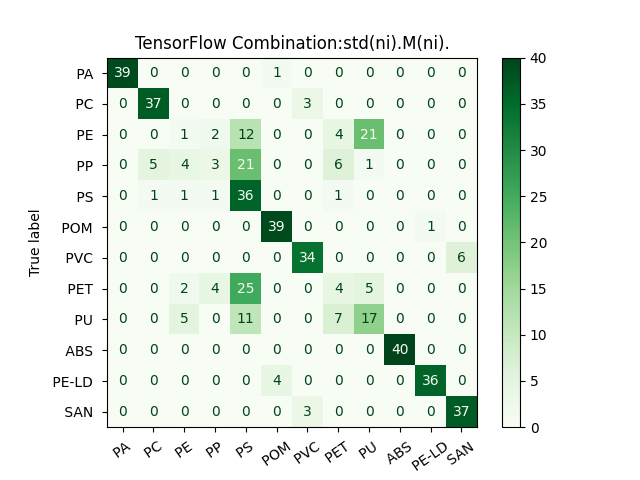 TensorFlow Combination:std(ni).M(ni).
PA 39 0 0 0 0 1 0 0 0 0 0 0
PC 0 37 0 0 0 0 3 0 0 0 0 0
PE 0 0 1 2 12 0 0 4 21 0 0 0
PP 0 5 4 3 21 0 0 6 1 0 0 0
PS 0 1 1 1 36 0 0 1 0 0 0 0
POM 0 0 0 0 0 39 0 0 0 0 1 0
PVC 0 0 0 0 0 0 34 0 0 0 0 6
PET 0 0 2 4 25 0 0 4 5 0 0 0
PU 0 0 5 0 11 0 0 7 17 0 0 0
ABS 0 0 0 0 0 0 0 0 0 40 0 0
PE-LD 0 0 0 0 0 4 0 0 0 0 36 0
SAN 0 0 0 0 0 0 3 0 0 0 0 37
PA PC PE PP PS POM PVC PET PU ABS PE-LD SAN
True label
40
35
30
25
20
15
10
5
0